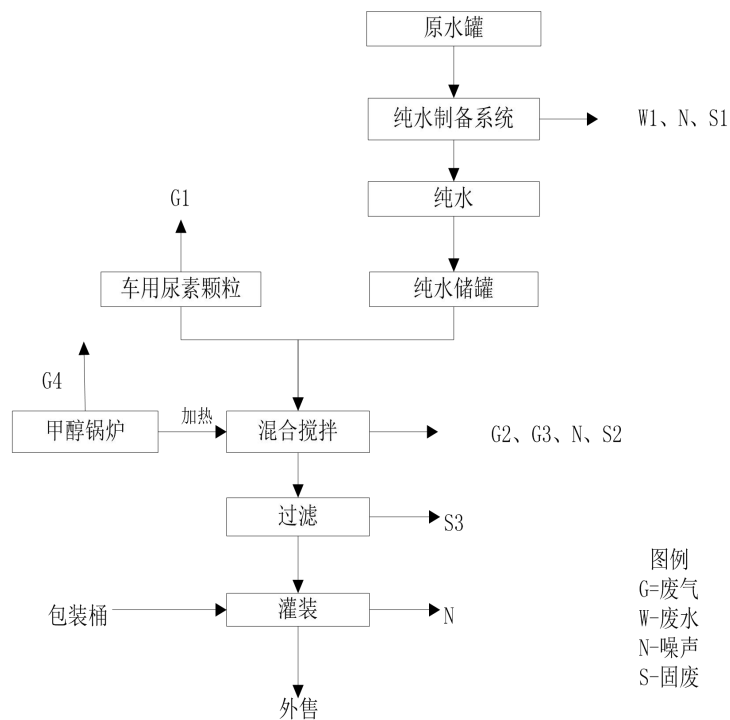 原水罐
纯水制备系统
W1、N、S1
纯水
G1
车用尿素颗粒
纯水储罐
G4
甲醇锅炉
加热
混合搅拌
G2、G3、N、S2
过滤
S3
包装桶
灌装
N
外售
图例
G=废气
W-废水
N-噪声
S-固废